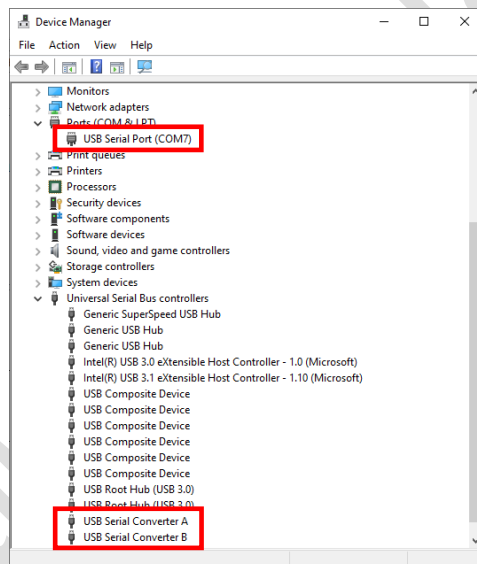 Device Manager
File Action View Help
Monitors
Network adapters
Ports (COM & LPT)
USB Serial Port (COM7)
Print queues
Printers
Processors
Security devices
Software components
Software devices
Sound, video and game controllers
Storage controllers
System devices
Universal Serial Bus controllers
Generic SuperSpeed USB Hub
Generic USB Hub
Generic USB Hub
Intel(R) USB 3.0 eXtensible Host Controller - 1.0 (Microsoft)
Intel(R) USB 3.1 eXtensible Host Controller - 1.10 (Microsoft)
USB Composite Device
USB Composite Device
USB Composite Device
USB Composite Device
USB Composite Device
USB Composite Device
USB Root Hub (USB 3.0)
USB Root Hub (USB 3.0)
USB Serial Converter A
USB Serial Converter B